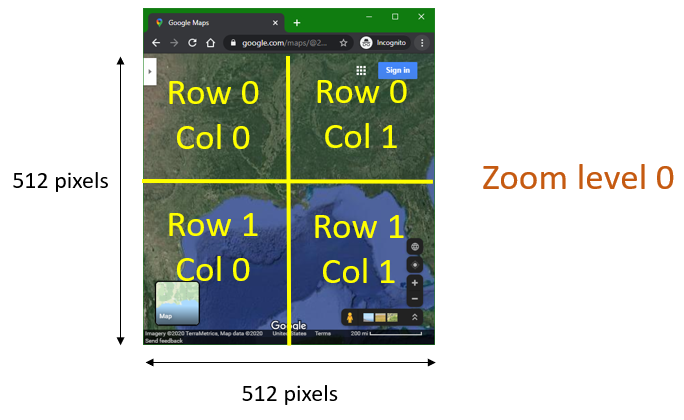 Google Maps
google.com/maps/@2...
Incognito
Sign in
Row 0
Col 0
Row 0
Col 1
512 pixels
Zoom level 0
Row 1
Col 0
Row 1
Col 1
Map
Google
Imagery ©2020 TerraMetrics, Map data ©2020 United States Terms 200 mi
Send feedback
512 pixels